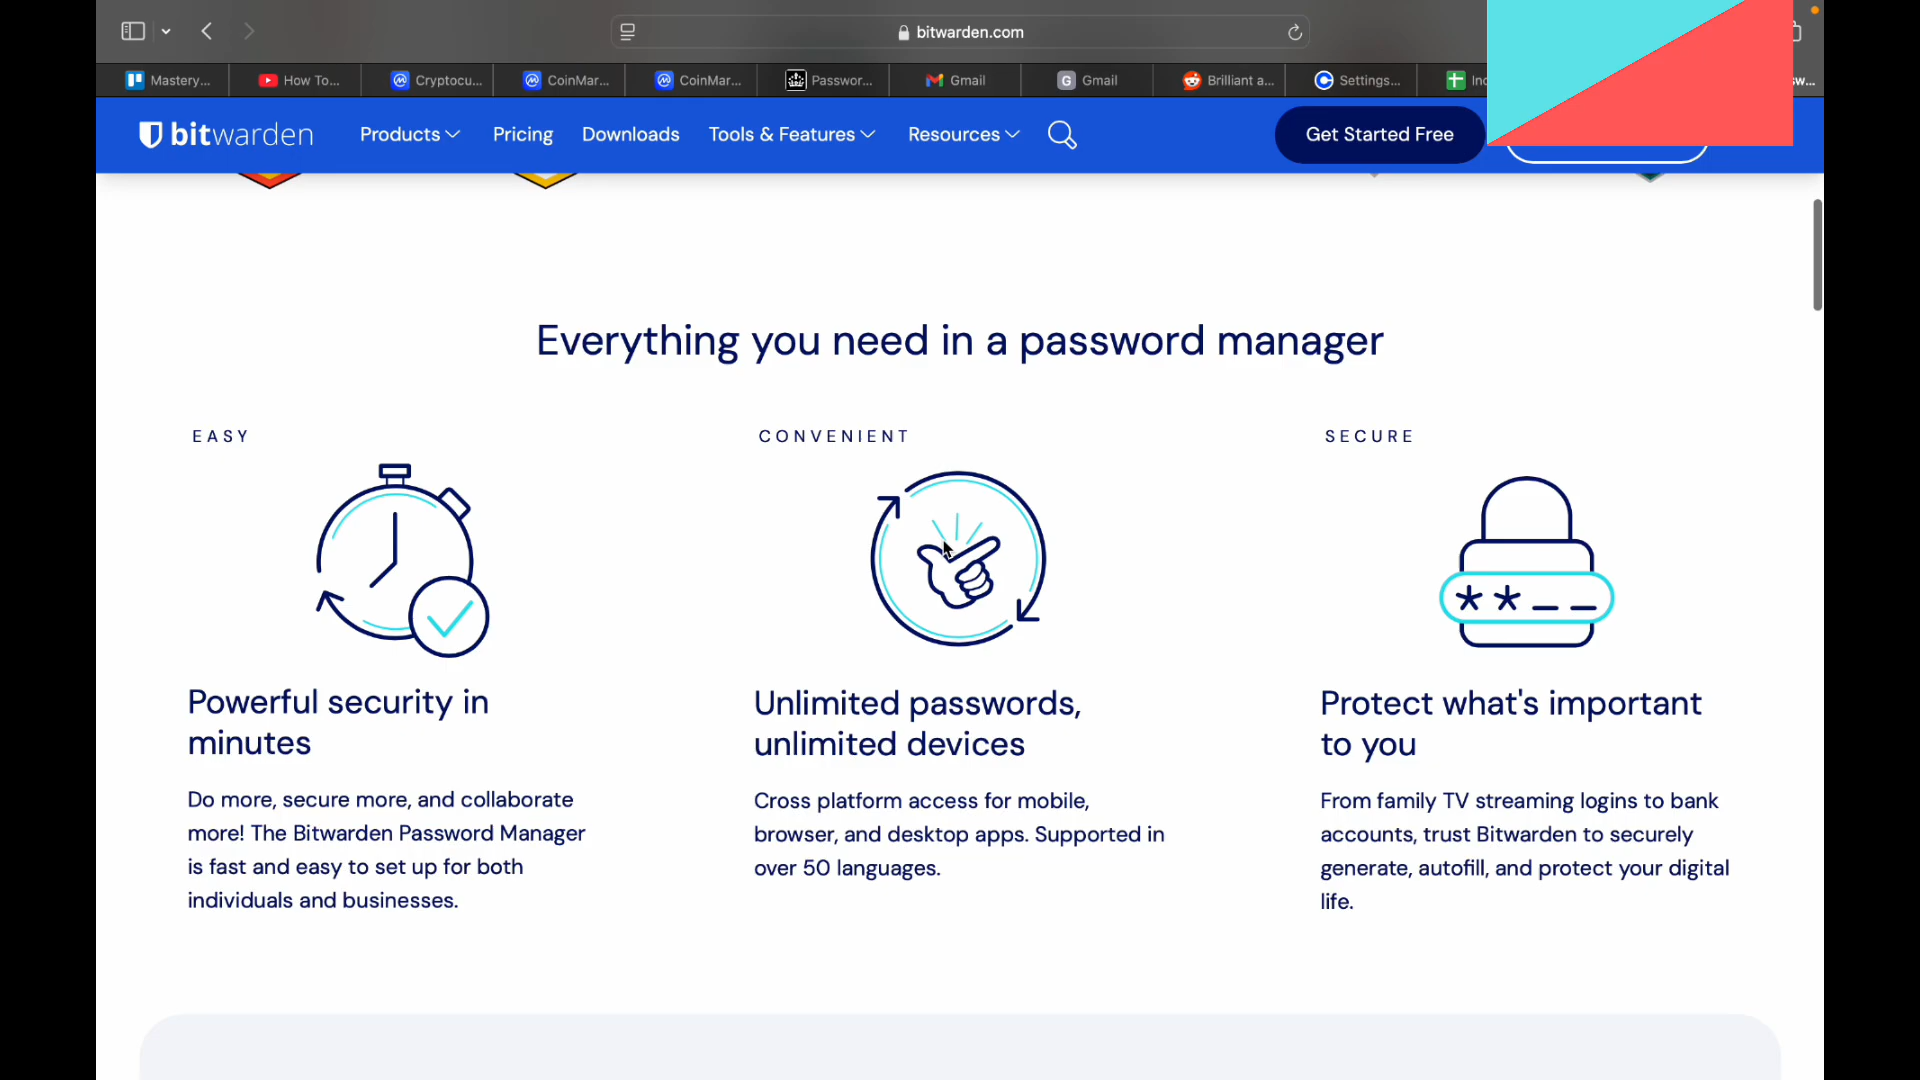 bitwarden.com
Mastery... How To... Cryptocu... CoinMar... CoinMar... Passwor... Gmail Gmail Brilliant a... Settings... w...
bitwarden Products Pricing Downloads Tools & Features Resources Get Started Free
Everything you need in a password manager
EASY
CONVENIENT
SECURE
**__
Powerful security in
minutes
Do more, secure more, and collaborate
more! The Bitwarden Password Manager
is fast and easy to set up for both
individuals and businesses.
Unlimited passwords,
unlimited devices
Cross platform access for mobile,
browser, and desktop apps. Supported in
over 50 languages.
Protect what's important
to you
From family TV streaming logins to bank
accounts, trust Bitwarden to securely
generate, autofill, and protect your digital
life.